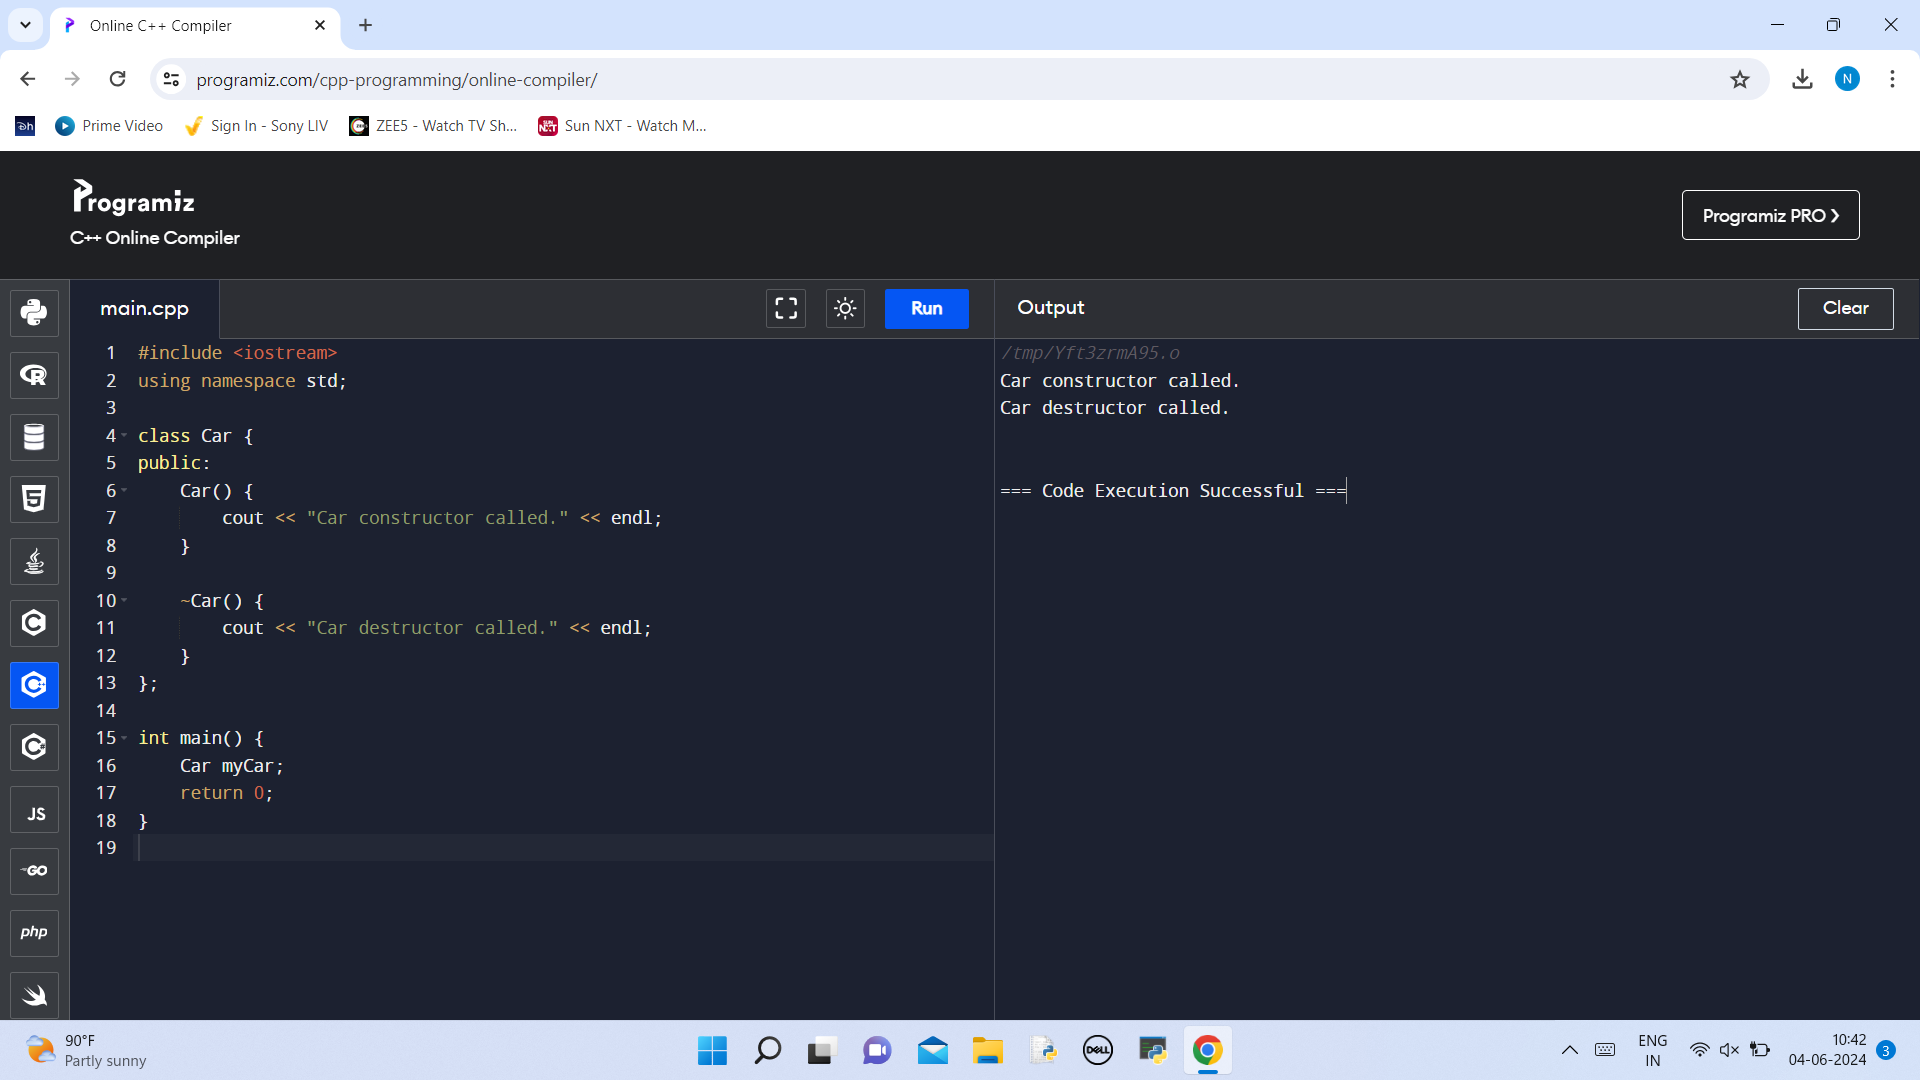 Online C++ Compiler
programiz.com/cpp-programming/online-compiler/
N
Dh
Prime Video
Sign In - Sony LIV
ZEE5 - Watch TV Sh...
SUN NXT
Sun NXT - Watch M...
Programiz
C++ Online Compiler
Programiz PRO ❯
main.cpp
Run
Output
Clear
1 #include <iostream>
2 using namespace std;
3
4 class Car {
5 public:
6     Car() {
7         cout << "Car constructor called." << endl;
8     }
9
10     ~Car() {
11         cout << "Car destructor called." << endl;
12     }
13 };
14
15 int main() {
16     Car myCar;
17     return 0;
18 }
19
/tmp/Yft3zrmA95.o
Car constructor called.
Car destructor called.
=== Code Execution Successful ===
R
5
C
C++
C#
JS
GO
php
90°F
Partly sunny
DELL
ENG
IN
10:42
04-06-2024
3